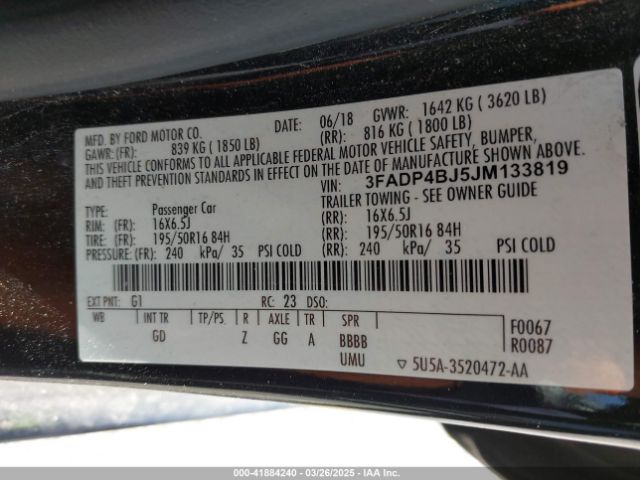 MFD. BY FORD MOTOR CO.
DATE: 06/18 GVWR: 1642 KG ( 3620 LB)
GAWR: (FR): 839 KG ( 1850 LB) (RR): 816 KG ( 1800 LB)
THIS VEHICLE CONFORMS TO ALL APPLICABLE FEDERAL MOTOR VEHICLE SAFETY, BUMPER,
AND THEFT PREVENTION STANDARDS IN EFFECT ON THE DATE OF MANUFACTURE SHOWN ABOVE.
VIN: 3FADP4BJ5JM133819
TYPE: Passenger Car TRAILER TOWING - SEE OWNER GUIDE
RIM: (FR): 16X6.5J (RR): 16X6.5J
TIRE: (FR): 195/50R16 84H (RR): 195/50R16 84H
PRESSURE: (FR): 240 kPa/ 35 PSI COLD (RR): 240 kPa/ 35 PSI COLD
EXT PNT: G1 RC: 23 DSO:
WB INT TR TP/PS R AXLE TR SPR F0067
GD Z GG A BBBB R0087
UMU 5U5A-3520472-AA
000-41884240 03/26/2025 IAAI.COM